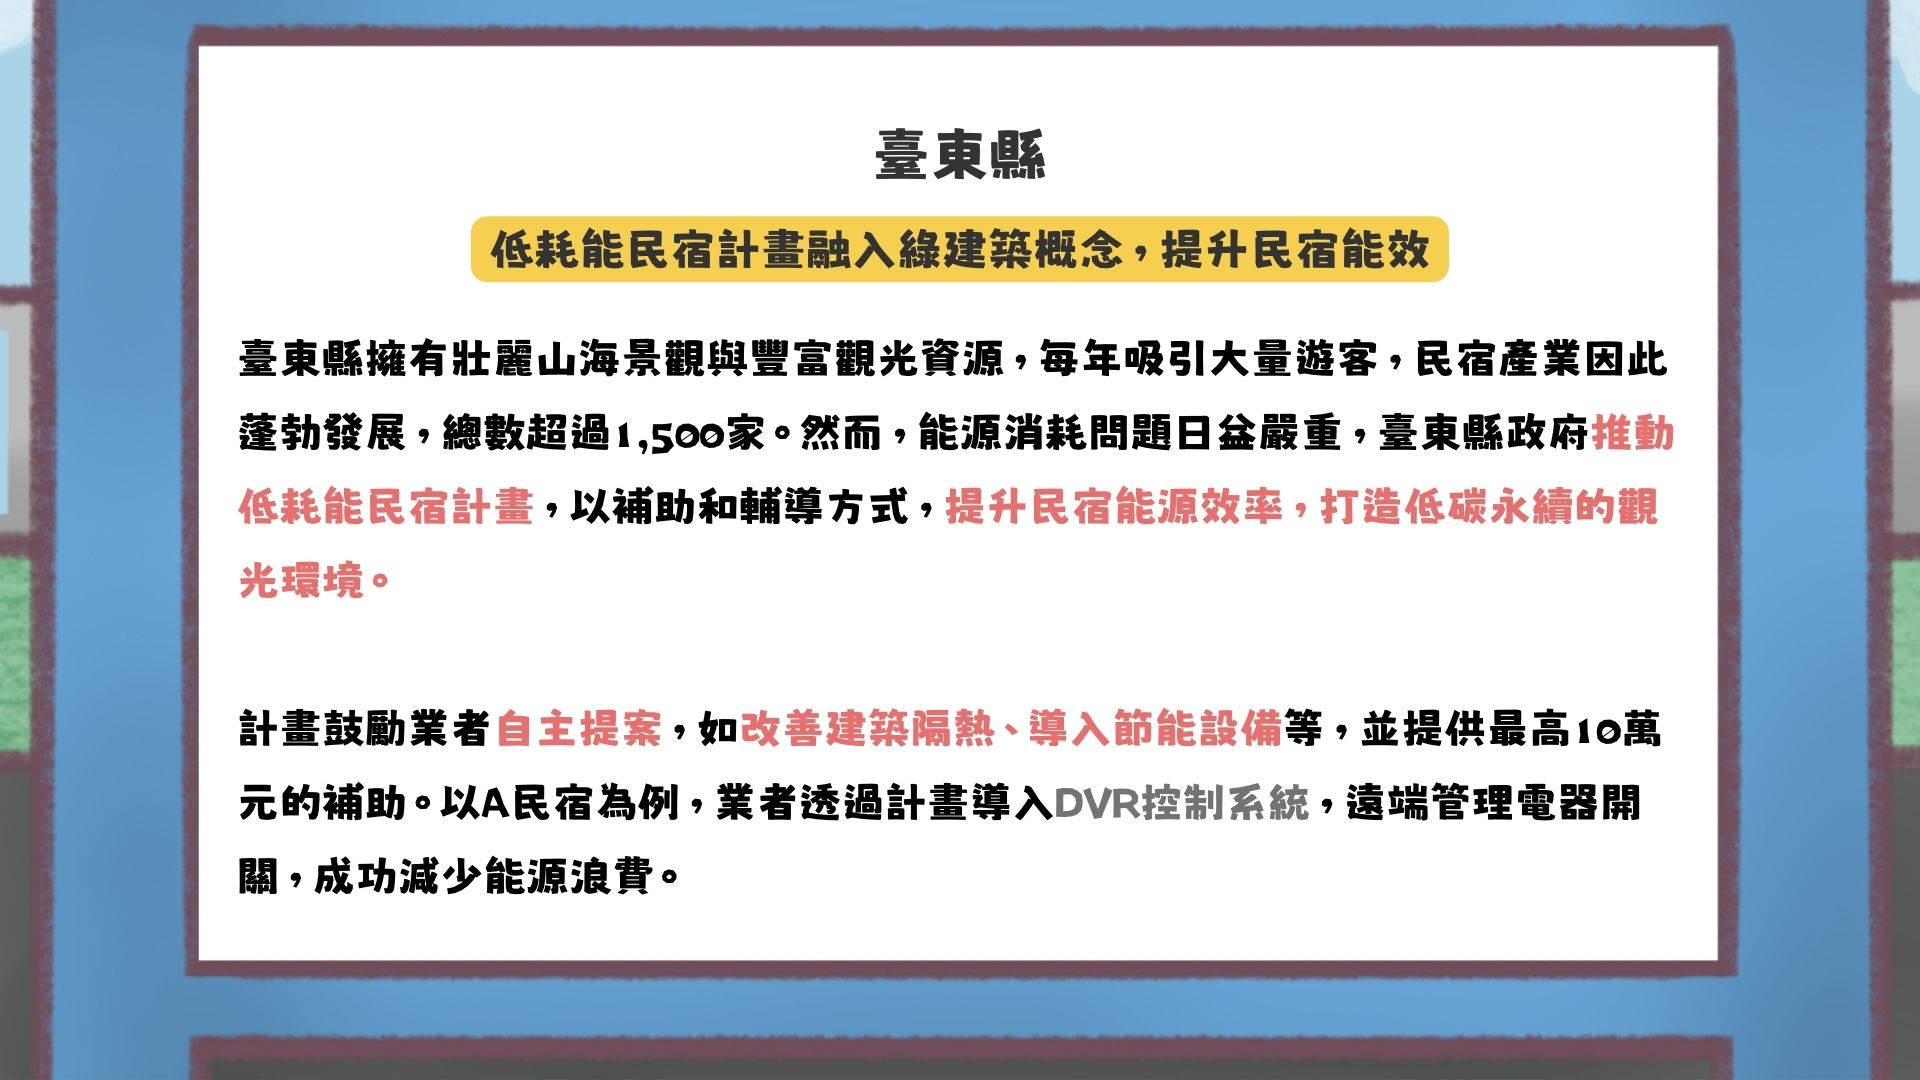 臺東縣
低耗能民宿計畫融入綠建築概念，提升民宿能效
臺東縣擁有壯麗山海景觀與豐富觀光資源，每年吸引大量遊客，民宿產業因此
蓬勃發展，總數超過1,500家。然而，能源消耗問題日益嚴重，臺東縣政府推動
低耗能民宿計畫，以補助和輔導方式，提升民宿能源效率，打造低碳永續的觀
光環境。
計畫鼓勵業者自主提案，如改善建築隔熱、導入節能設備等，並提供最高10萬
元的補助。以A民宿為例，業者透過計畫導入DVR控制系統，遠端管理電器開
關，成功減少能源浪費。